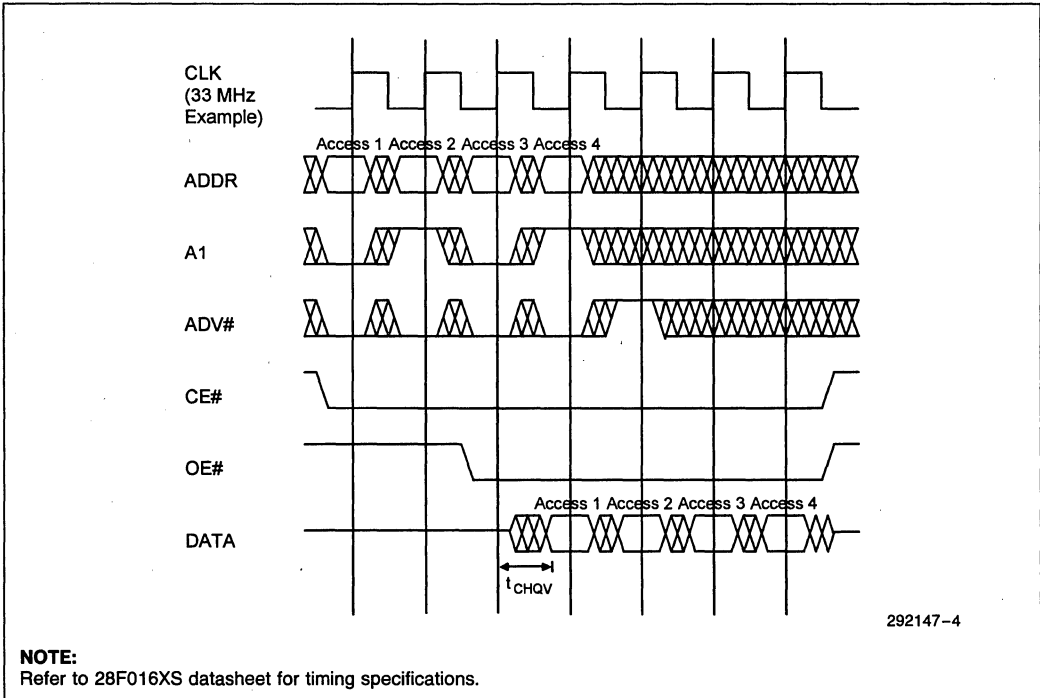 CLK
(33 MHz
Example)
Access 1 Access 2 Access 3 Access 4
ADDR
A1
ADV#
CE#
OE#
Access 1 Access 2 Access 3 Access 4
DATA
tCHQV
292147-4
NOTE:
Refer to 28F016XS datasheet for timing specifications.